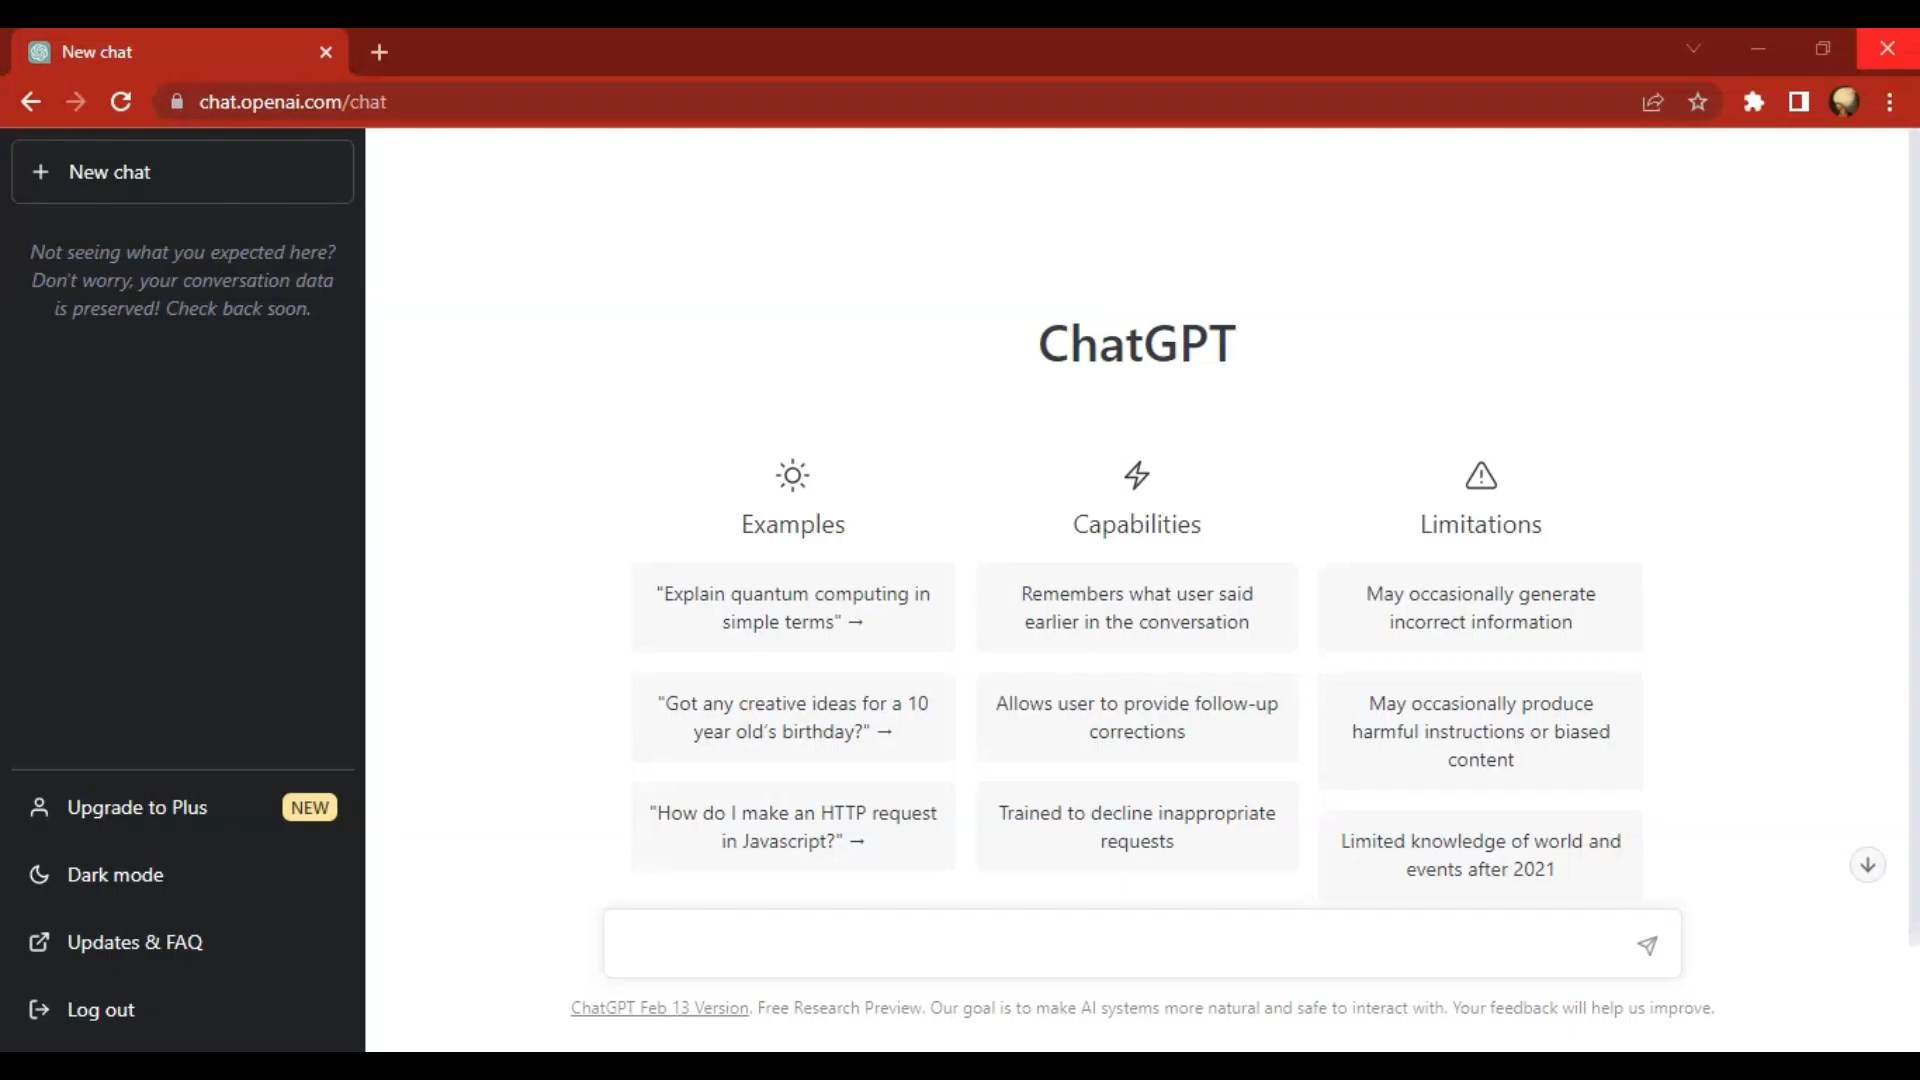 New chat
chat.openai.com/chat
New chat
Not seeing what you expected here?
Don't worry, your conversation data
is preserved! Check back soon.
Upgrade to Plus NEW
Dark mode
Updates & FAQ
Log out
ChatGPT
Examples
"Explain quantum computing in
simple terms" →
"Got any creative ideas for a 10
year old's birthday?" →
"How do I make an HTTP request
in Javascript?" →
Capabilities
Remembers what user said
earlier in the conversation
Allows user to provide follow-up
corrections
Trained to decline inappropriate
requests
Limitations
May occasionally generate
incorrect information
May occasionally produce
harmful instructions or biased
content
Limited knowledge of world and
events after 2021
ChatGPT Feb 13 Version. Free Research Preview. Our goal is to make AI systems more natural and safe to interact with. Your feedback will help us improve.